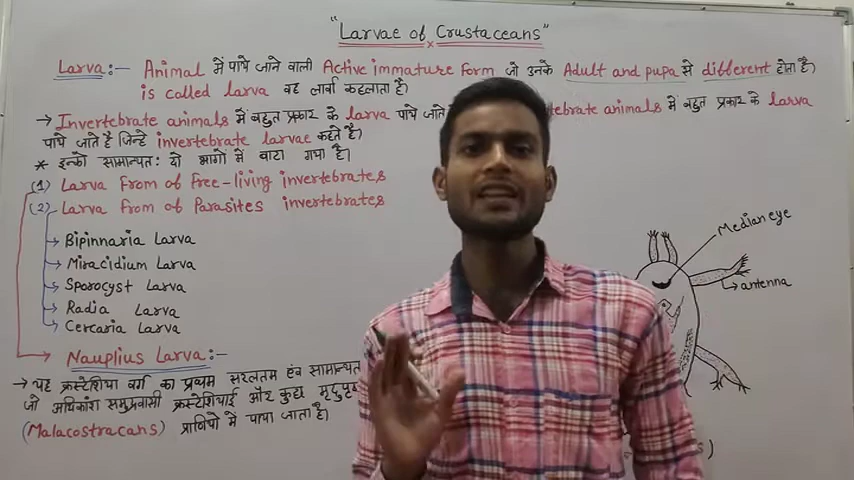 "Larvae of Crustaceans"
Larva:- Animal में पाये जाने वाली Active immature Form जो उनके Adult and pupa से different होता है)
is called larva वह लार्वा कहलाता है)
→ Invertebrate animals में बहुत प्रकार के larva पाये जाते brate animals में बहुत प्रकार के larva
पाये जाते है जिन्हे invertebrate larvae कहते है)
* इनको सामान्यतः दो भागों में बाटा गया है)
(1) Larva From of Free-living invertebrates
(2) Larva From of Parasites invertebrates
→ Bipinnaria Larva
→ Miracidium Larva
→ Sporocyst Larva
→ Radia Larva
→ Cercaria Larva
→ Nauplius Larva:-
→ यह क्रस्टेशिया वर्ग का प्रथम सरलतम एंव सामान्यत
जो अधिकांश समुद्रवासी क्रस्टेशियाई और कुछ मृदुपृ
(Malacostracans) प्राणियो में पाया जाता है)
Median eye
antenna